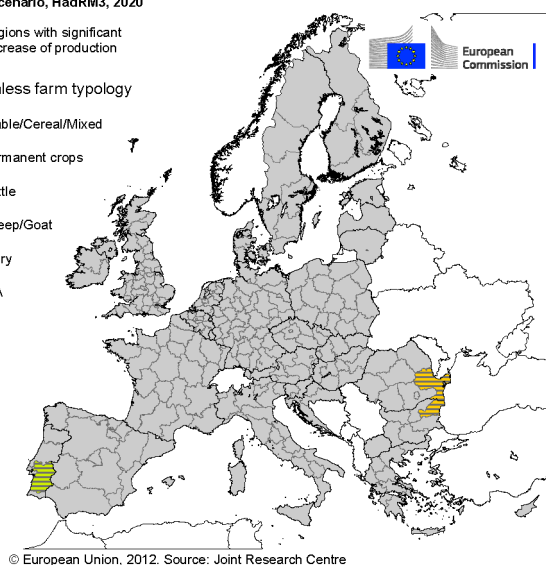 cenario, HadRM3, 2020
gions with significant
crease of production
European
Commission
less farm typology
ble/Cereal/Mixed
rmanent crops
ttle
eep/Goat
ry
© European Union, 2012. Source: Joint Research Centre